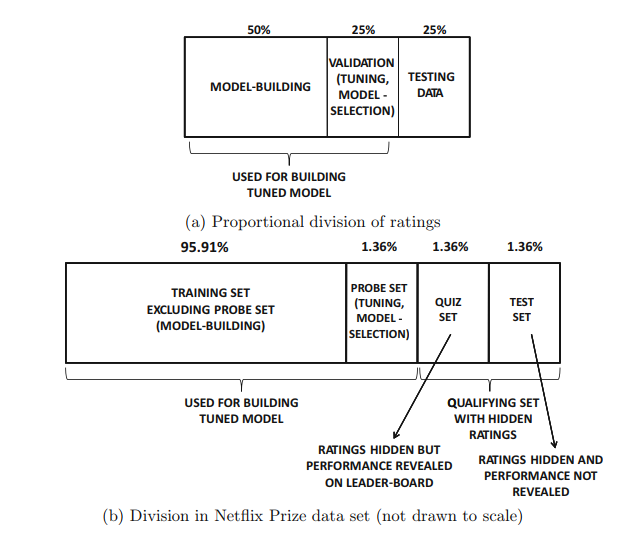 50% 25% 25%
MODEL-BUILDING
VALIDATION
(TUNING,
MODEL -
SELECTION)
TESTING
DATA
USED FOR BUILDING
TUNED MODEL
(a) Proportional division of ratings
95.91% 1.36% 1.36% 1.36%
TRAINING SET
EXCLUDING PROBE SET
(MODEL-BUILDING)
PROBE SET
(TUNING,
MODEL -
SELECTION)
QUIZ
SET
TEST
SET
USED FOR BUILDING
TUNED MODEL
QUALIFYING SET
WITH HIDDEN
RATINGS
RATINGS HIDDEN BUT
PERFORMANCE REVEALED
ON LEADER-BOARD
RATINGS HIDDEN AND
PERFORMANCE NOT
REVEALED
(b) Division in Netflix Prize data set (not drawn to scale)